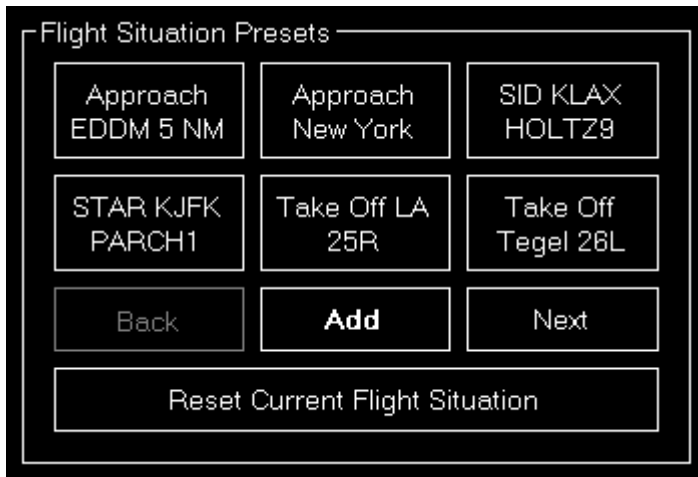 Flight Situation Presets
Approach
EDDM 5 NM
Approach
New York
SID KLAX
HOLTZ9
STAR KJFK
PARCH1
Take Off LA
25R
Take Off
Tegel 26L
Back
Add
Next
Reset Current Flight Situation